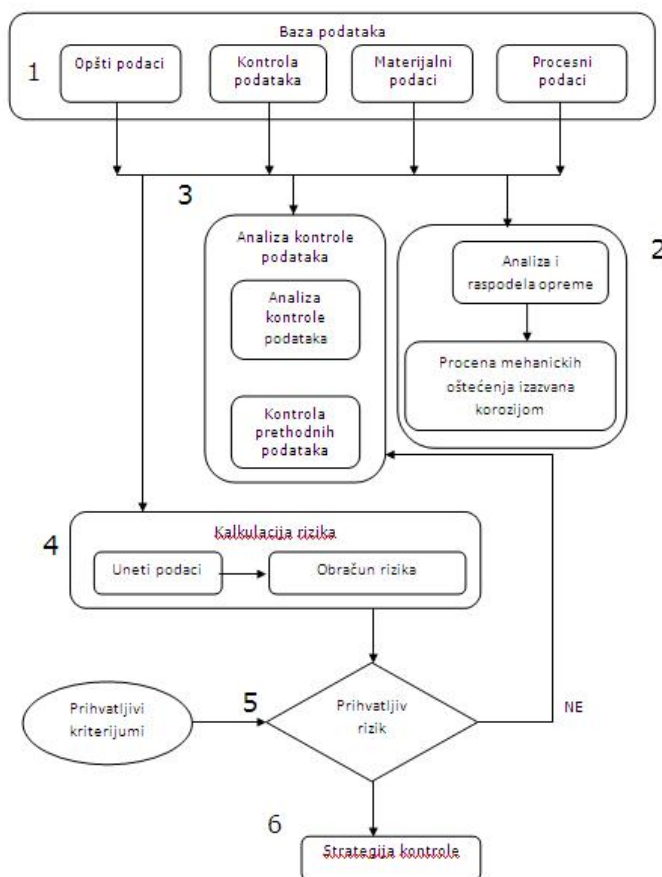 Baza podataka
1
Opšti podaci
Kontrola
podataka
Materijalni
podaci
Procesni
podaci
3
Analiza kontrole
podataka
Analiza
kontrole
podataka
Kontrola
prethodnih
podataka
2
Analiza i
raspodela opreme
Procena mehanickih
oštećenja izazvana
korozijom
4
Kalkulacija rizika
Uneti podaci
Obračun rizika
Prihvatljivi
kriterijumi
5
Prihvatljiv
rizik
NE
6
Strategija kontrole